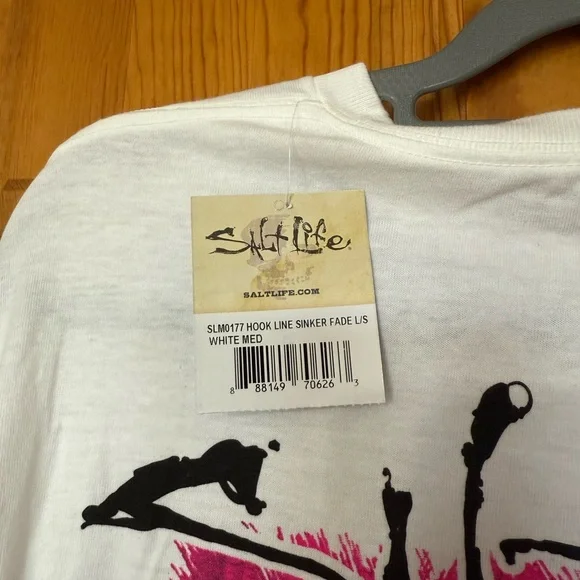 Salt Life
SALTLIFE.COM
SLM0177 HOOK LINE SINKER FADE L/S
WHITE MED
8 88149 70626 3